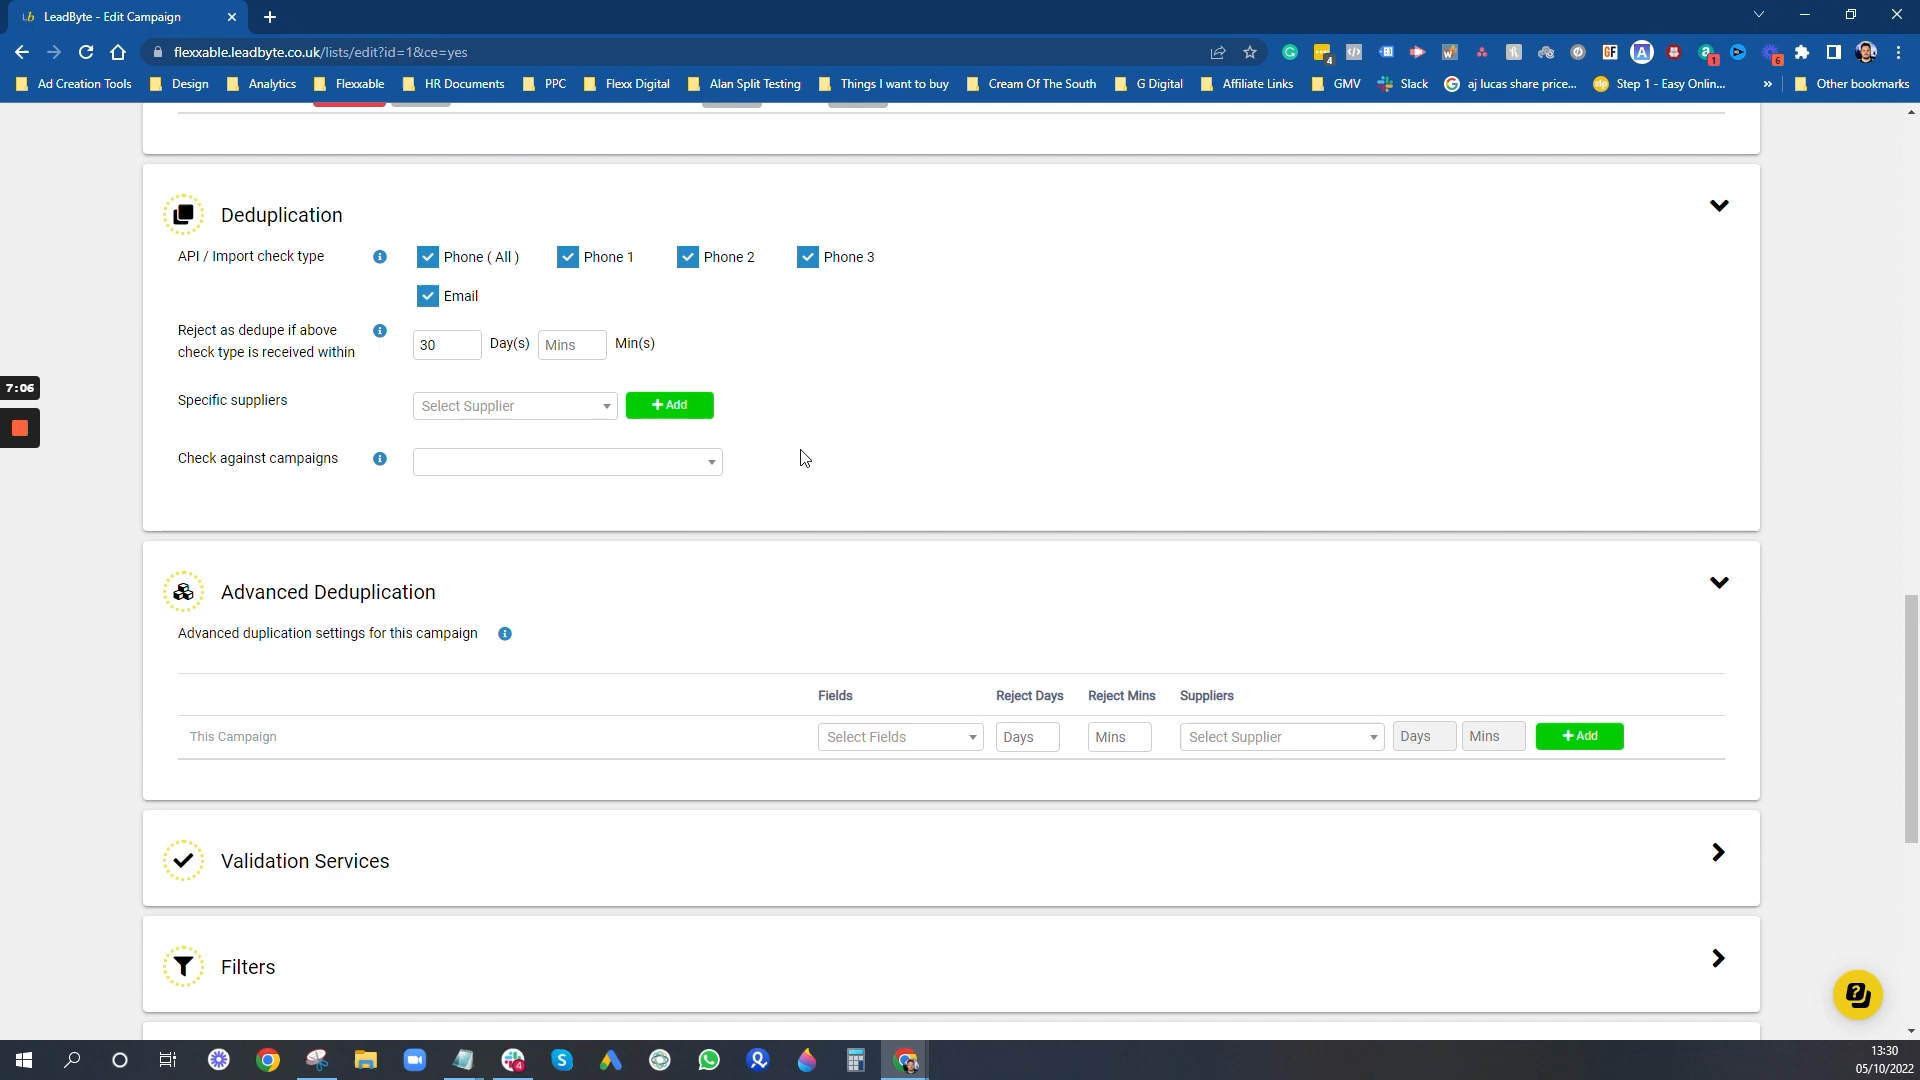 LeadByte - Edit Campaign
flexxable.leadbyte.co.uk/lists/edit?id=1&ce=yes
Ad Creation Tools Design Analytics Flexxable HR Documents PPC Flexx Digital Alan Split Testing Things I want to buy Cream Of The South G Digital Affiliate Links GMV Slack aj lucas share price... Step 1 - Easy Onlin... » Other bookmarks
Deduplication
API / Import check type
Phone ( All ) Phone 1 Phone 2 Phone 3
Email
Reject as dedupe if above
check type is received within
30 Day(s) Mins Min(s)
7:06
Specific suppliers
Select Supplier + Add
Check against campaigns
Advanced Deduplication
Advanced duplication settings for this campaign
Fields Reject Days Reject Mins Suppliers
This Campaign Select Fields Days Mins Select Supplier Days Mins + Add
Validation Services
Filters
13:30
05/10/2022